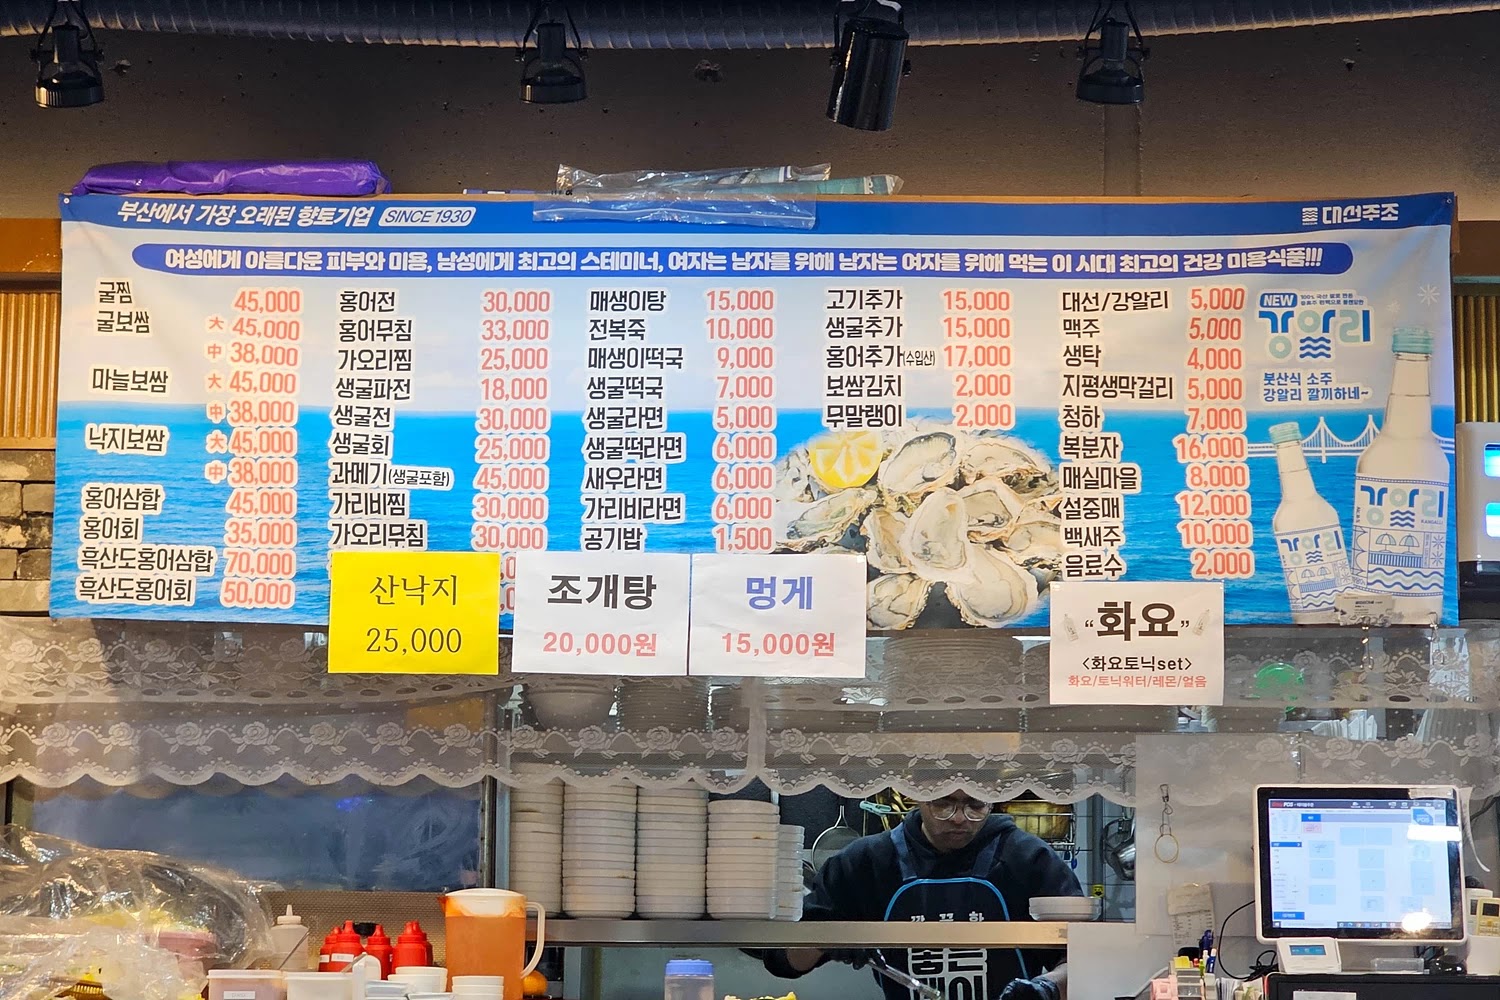 부산에서 가장 오래된 향토기업 SINCE 1930
대선주조
여성에게 아름다운 피부와 미용, 남성에게 최고의 스테미너, 여자는 남자를 위해 남자는 여자를 위해 먹는 이 시대 최고의 건강 미용식품!!!
굴찜 45,000
굴보쌈 大 45,000
中 38,000
마늘보쌈 大 45,000
中 38,000
낙지보쌈 大 45,000
中 38,000
홍어삼합 45,000
홍어회 35,000
흑산도홍어삼합 70,000
흑산도홍어회 50,000
홍어전 30,000
홍어무침 33,000
가오리찜 25,000
생굴파전 18,000
생굴전 30,000
생굴회 25,000
과메기(생굴포함) 45,000
가리비찜 30,000
가오리무침 30,000
매생이탕 15,000
전복죽 10,000
매생이떡국 9,000
생굴떡국 7,000
생굴라면 5,000
생굴떡라면 6,000
새우라면 6,000
가리비라면 6,000
공기밥 1,500
고기추가 15,000
생굴추가 15,000
홍어추가(수입산) 17,000
보쌈김치 2,000
무말랭이 2,000
대선/강알리 5,000
맥주 5,000
생탁 4,000
지평생막걸리 5,000
청하 7,000
복분자 16,000
매실마을 8,000
설중매 12,000
백새주 10,000
음료수 2,000
NEW
강알리
붓산식 소주
강알리 깔끼하네~
강알리
강알리
KANGALLI
산낙지
25,000
조개탕
20,000원
멍게
15,000원
“화요”
<화요토닉set>
화요/토닉워터/레몬/얼음